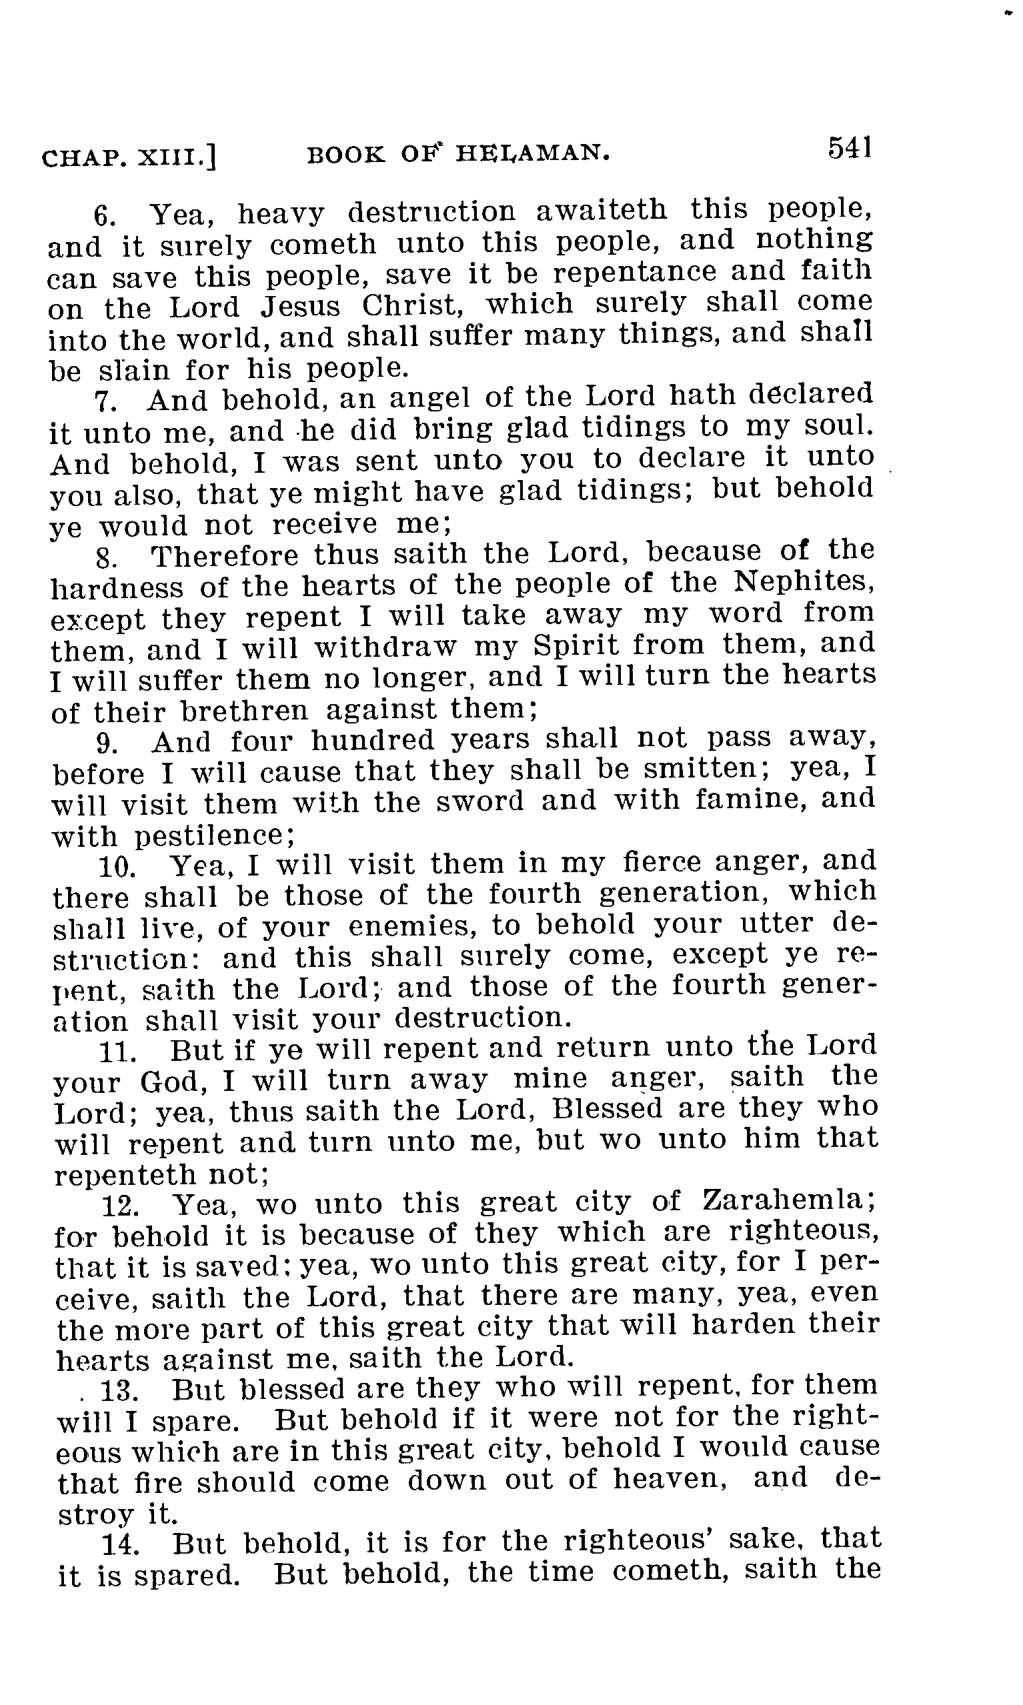 CHAP. XIII.] BOOK OF HELAMAN. 541
6. Yea, heavy destruction awaiteth this people,
and it surely cometh unto this people, and nothing
can save this people, save it be repentance and faith
on the Lord Jesus Christ, which surely shall come
into the world, and shall suffer many things, and shall
be slain for his people.
7. And behold, an angel of the Lord hath declared
it unto me, and he did bring glad tidings to my soul.
And behold, I was sent unto you to declare it unto
you also, that ye might have glad tidings; but behold
ye would not receive me;
8. Therefore thus saith the Lord, because of the
hardness of the hearts of the people of the Nephites,
except they repent I will take away my word from
them, and I will withdraw my Spirit from them, and
I will suffer them no longer, and I will turn the hearts
of their brethren against them;
9. And four hundred years shall not pass away,
before I will cause that they shall be smitten; yea, I
will visit them with the sword and with famine, and
with pestilence;
10. Yea, I will visit them in my fierce anger, and
there shall be those of the fourth generation, which
shall live, of your enemies, to behold your utter de-
struction: and this shall surely come, except ye re-
pent, saith the Lord; and those of the fourth gener-
ation shall visit your destruction.
11. But if ye will repent and return unto the Lord
your God, I will turn away mine anger, saith the
Lord; yea, thus saith the Lord, Blessed are they who
will repent and turn unto me, but wo unto him that
repenteth not;
12. Yea, wo unto this great city of Zarahemla;
for behold it is because of they which are righteous,
that it is saved: yea, wo unto this great city, for I per-
ceive, saith the Lord, that there are many, yea, even
the more part of this great city that will harden their
hearts against me, saith the Lord.
13. But blessed are they who will repent, for them
will I spare. But behold if it were not for the right-
eous which are in this great city, behold I would cause
that fire should come down out of heaven, and de-
stroy it.
14. But behold, it is for the righteous' sake, that
it is spared. But behold, the time cometh, saith the